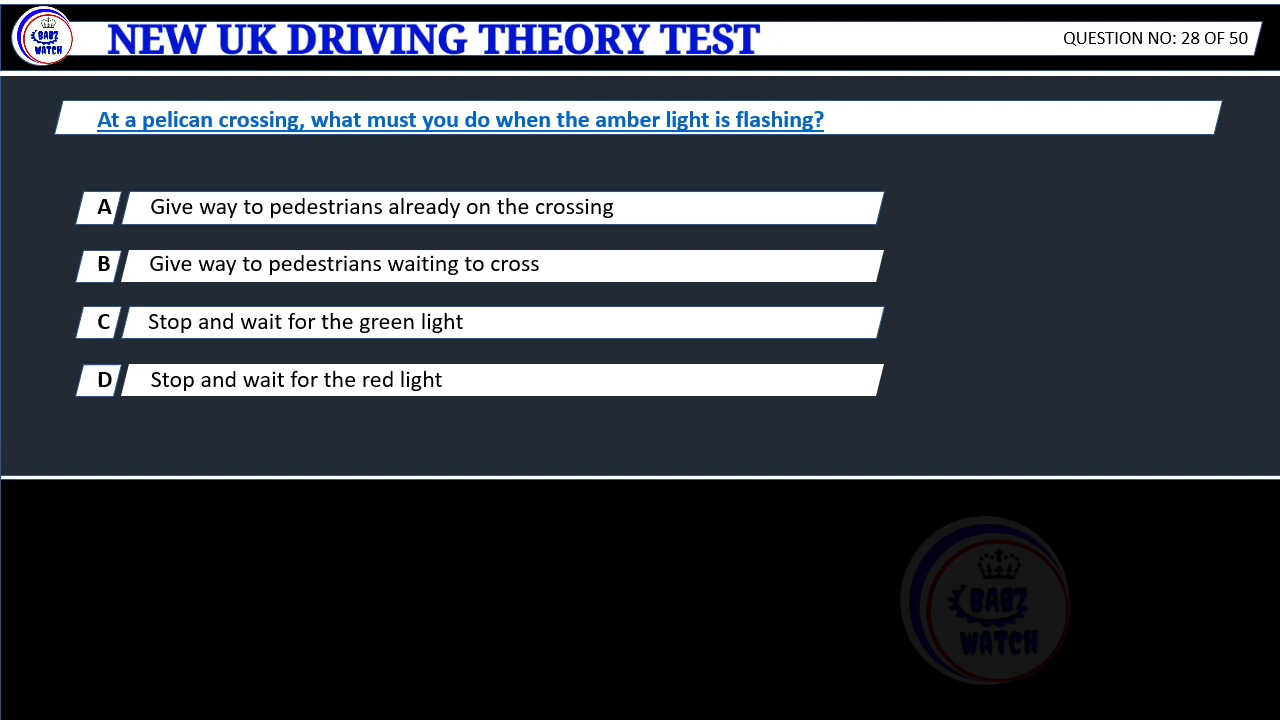 BABZ
WATCH
NEW UK DRIVING THEORY TEST
QUESTION NO: 28 OF 50
At a pelican crossing, what must you do when the amber light is flashing?
A Give way to pedestrians already on the crossing
B Give way to pedestrians waiting to cross
C Stop and wait for the green light
D Stop and wait for the red light
BABZ
WATCH